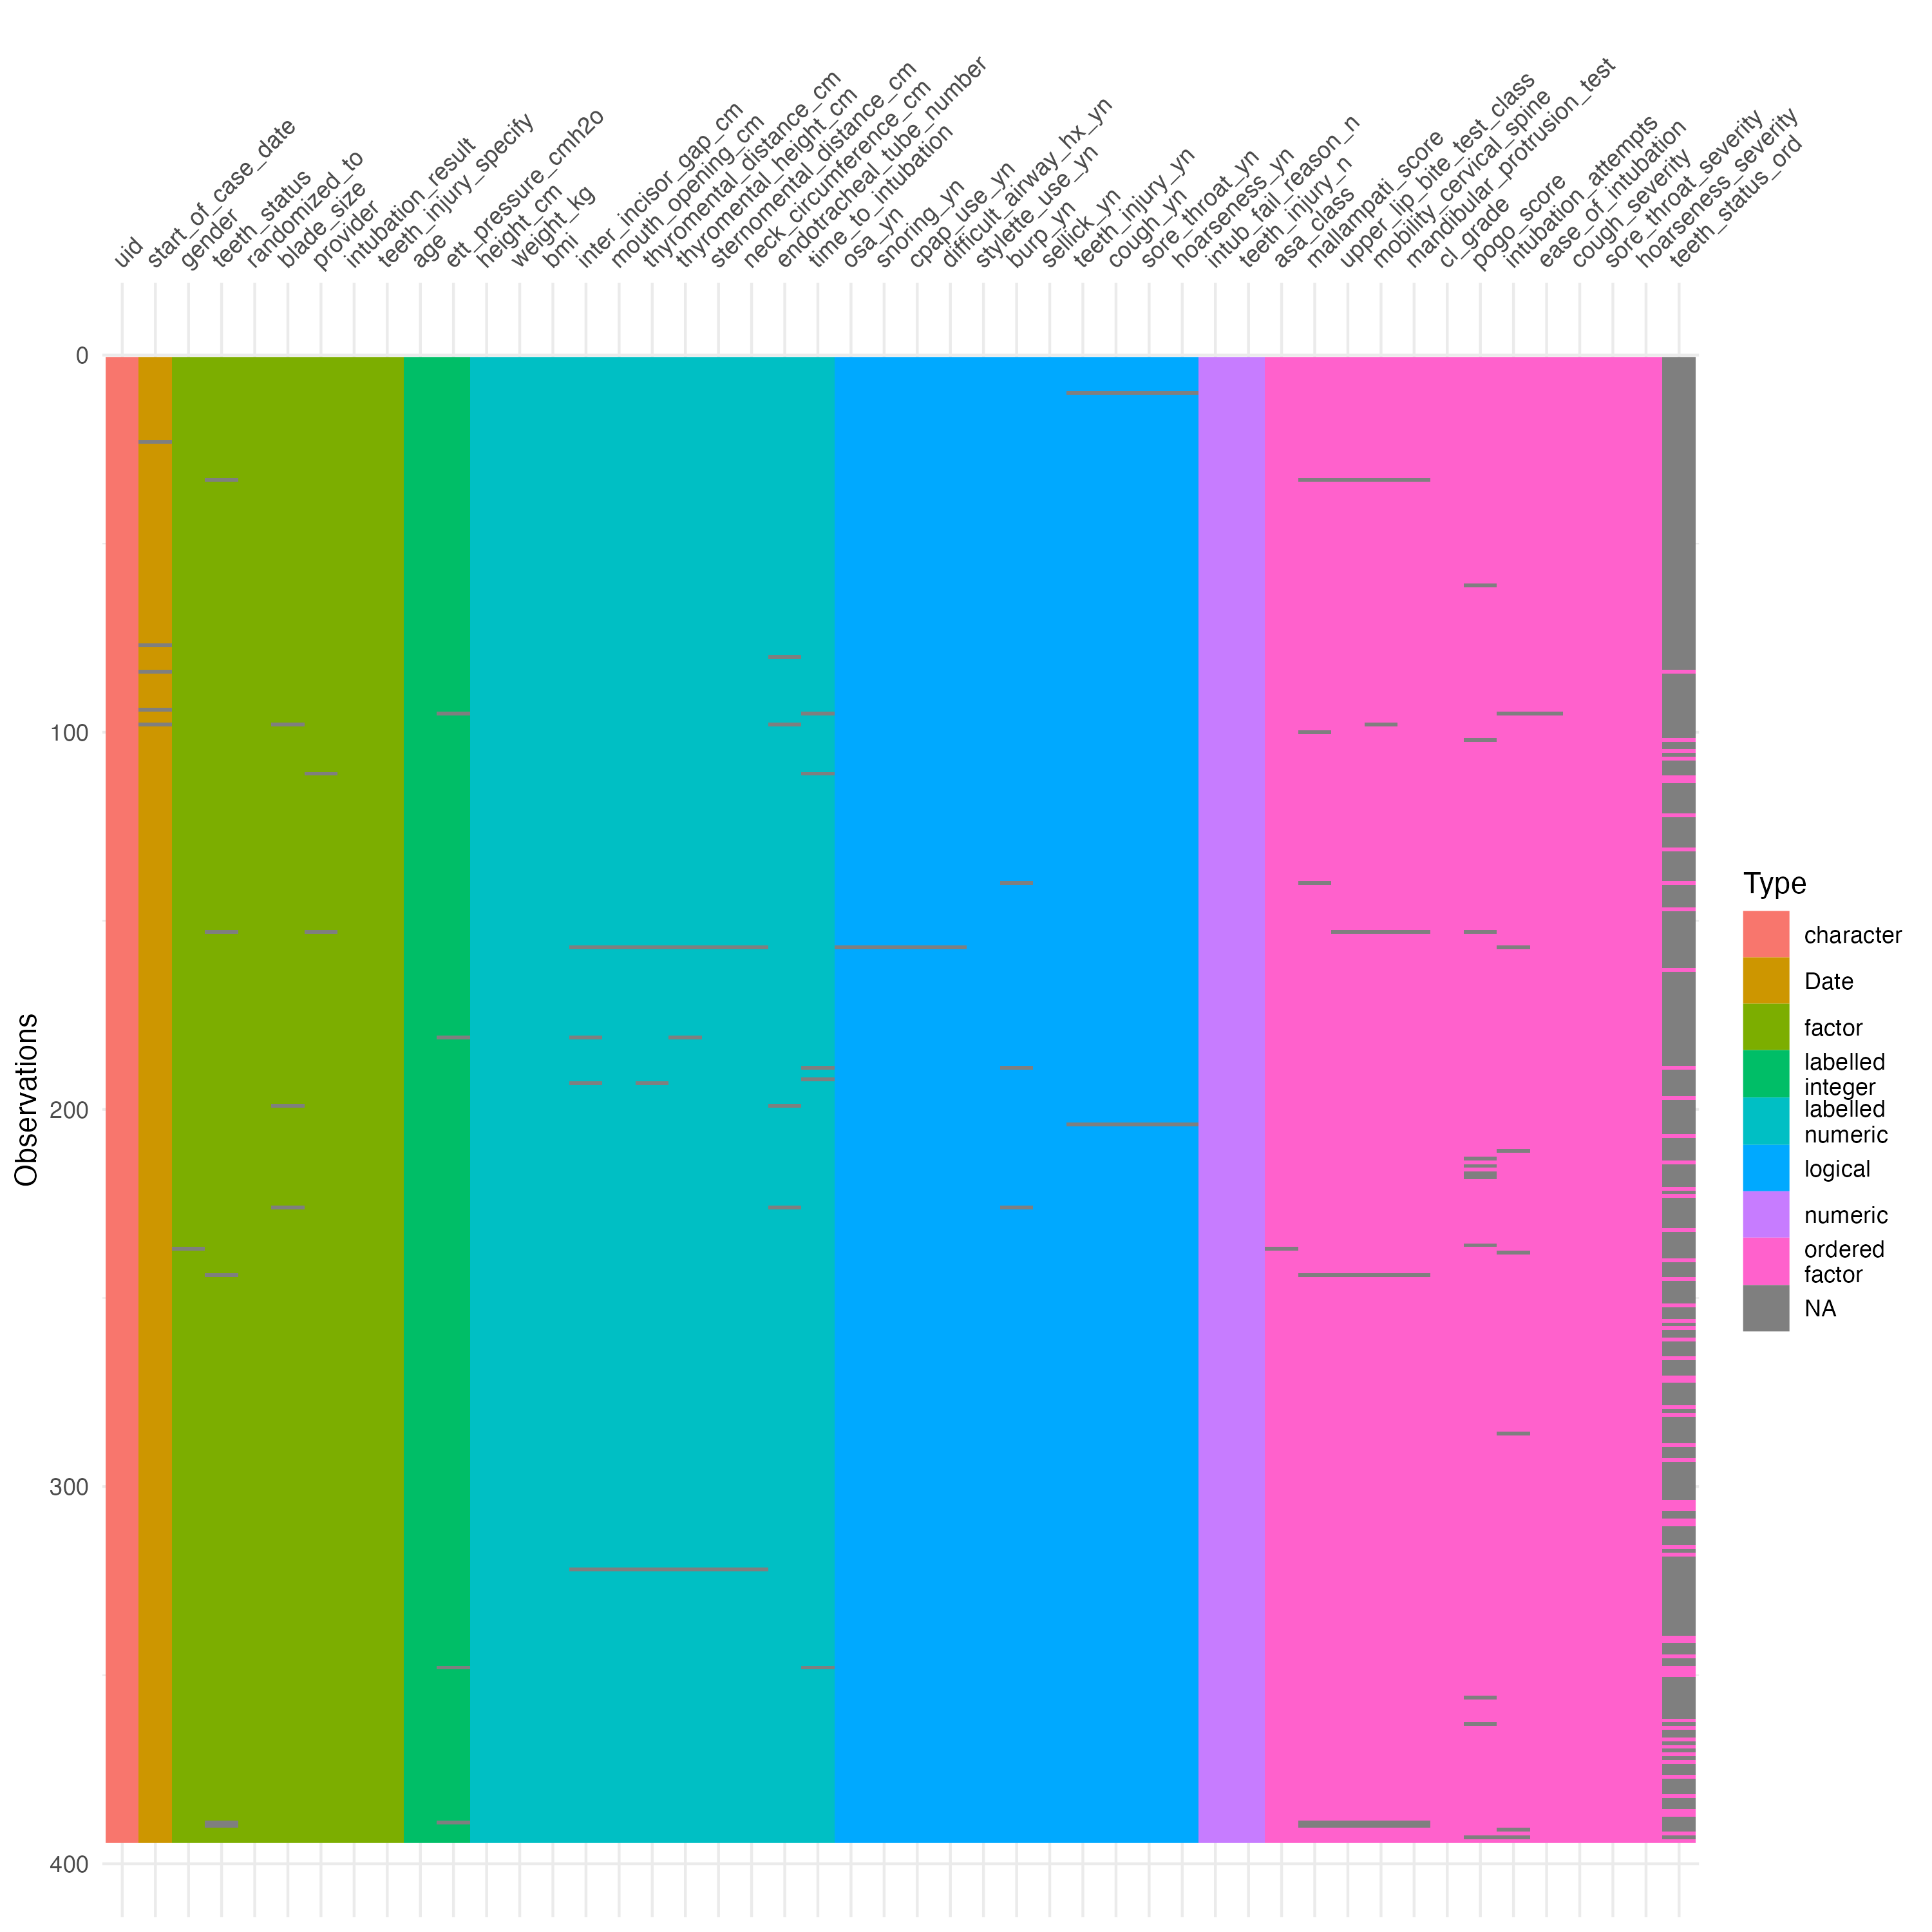 uid
start_of_case_date
gender
teeth_status
randomized_to
blade_size
provider
intubation_result
teeth_injury_specify
age
ett_pressure_cmh2o
height_cm
weight_kg
bmi
inter_incisor_gap_cm
mouth_opening_cm
thyromental_distance_cm
thyromental_height_cm
sternomental_distance_cm
neck_circumference_cm
endotracheal_tube_number
time_to_intubation
osa_yn
snoring_yn
cpap_use_yn
difficult_airway_hx_yn
stylette_use_yn
burp_yn
sellick_yn
teeth_injury_yn
cough_yn
sore_throat_yn
hoarseness_yn
intub_fail_reason_n
teeth_injury_n
asa_class
mallampati_score
upper_lip_bite_test_class
mobility_cervical_spine
mandibular_protrusion_test
cl_grade
pogo_score
intubation_attempts
ease_of_intubation
cough_severity
sore_throat_severity
hoarseness_severity
teeth_status_ord
0
100
200
300
400
Observations
Type
character
Date
factor
labelled
integer
labelled
numeric
logical
numeric
ordered
factor
NA